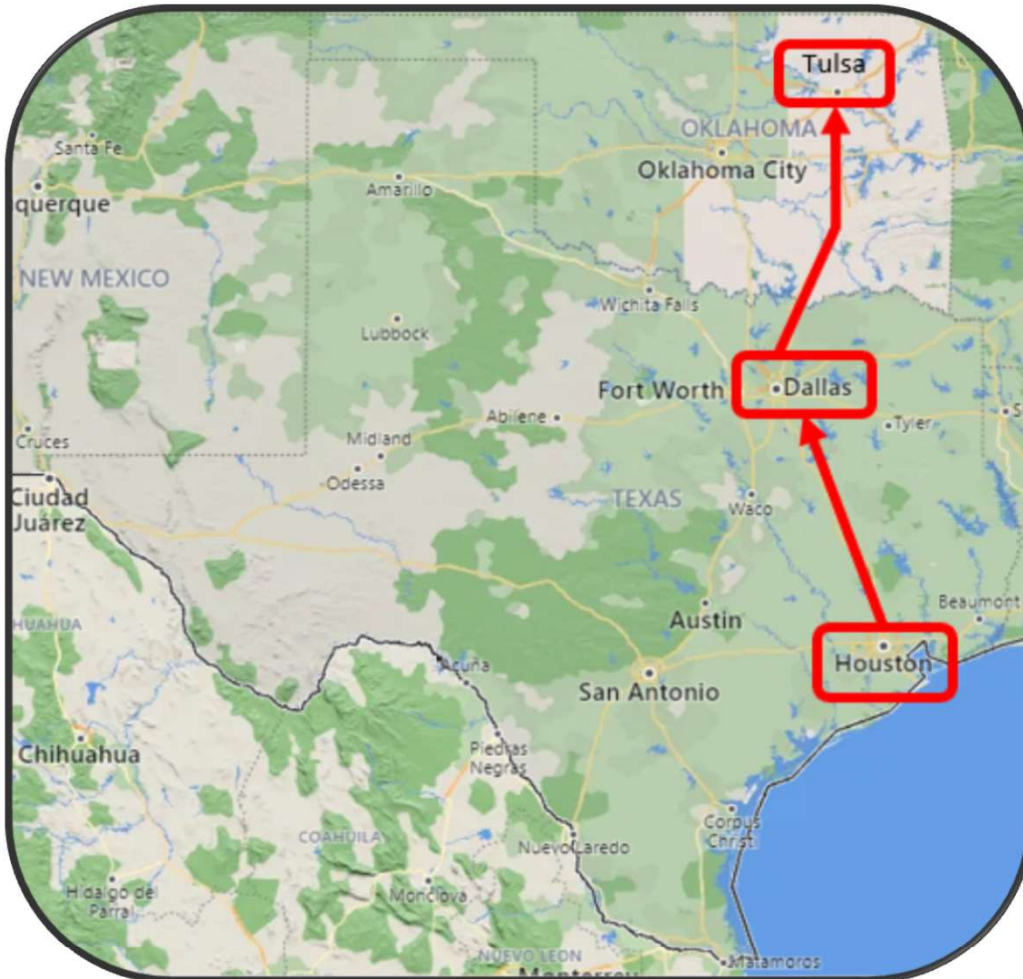 Tulsa
OKLAHOMA
Santa Fe
Oklahoma City
Amarillo
querque
NEW MEXICO
Wichita Falls
Lubbock
Dallas
Fort Worth
Abilene
Tyler
Cruces
Midland
S
Odessa
Ciudad
Juárez
TEXAS
Waco
Beaumont
Austin
HUAHUA
Houston
Acuña
San Antonio
Chihuahua
Piedras
Negras
Corpus
Christi
COAHUILA
Nuevo Laredo
Hidalgo del
Parral
Monclova
NUEVO LEON
Matamoros
Monterrey